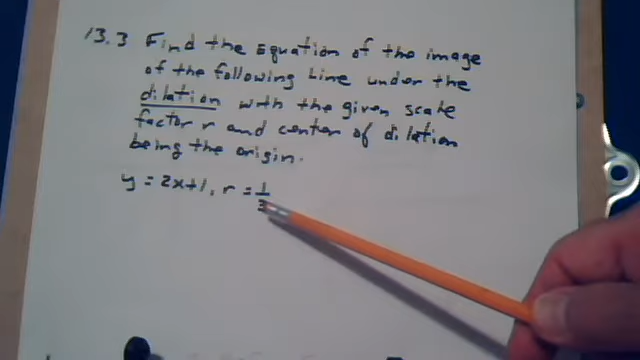 13.3 Find the Equation of the image
of the following Line under the
dilation with the given scale
factor r and center of dilation
being the origin.
y = 2x+1, r = 1/3